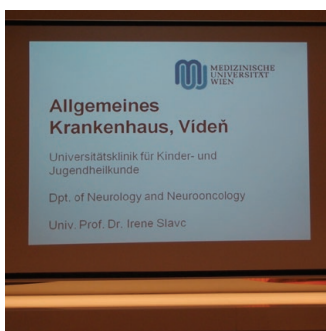 MEDIZINISCHE
UNIVERSITÄT
WIEN
Allgemeines
Krankenhaus, Vídeň
Universitätsklinik für Kinder- und
Jugendheilkunde
Dpt. of Neurology and Neurooncology
Univ. Prof. Dr. Irene Slavc